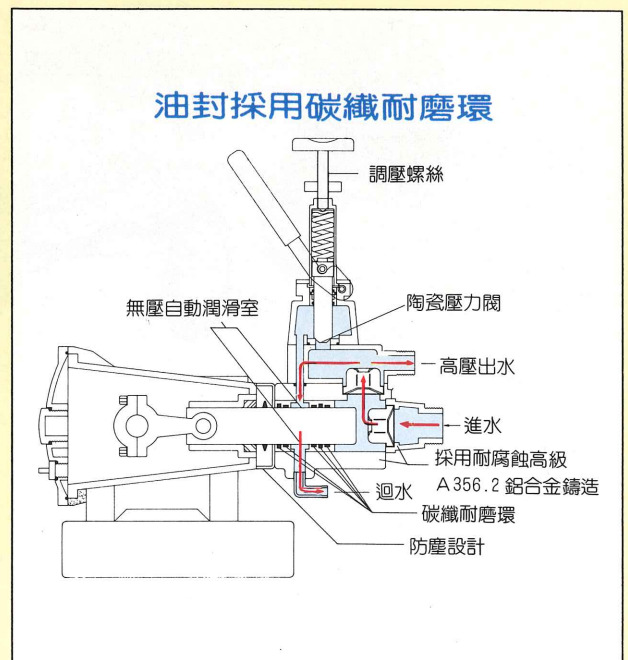 油封採用碳纖耐磨環
調壓螺絲
無壓自動潤滑室
陶瓷壓力閥
高壓出水
進水
採用耐腐蝕高級
A356.2鋁合金鑄造
迴水
碳纖耐磨環
防塵設計